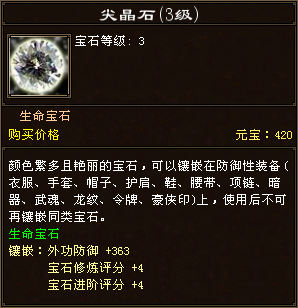 尖晶石(3级)
宝石等级: 3
生命宝石
购买价格 元宝: 420
颜色繁多且艳丽的宝石,可以镶嵌在防御性装备(
衣服、手套、帽子、护肩、鞋、腰带、项链、暗
器、武魂、龙纹、令牌、豪侠印)上,使用后不可
再镶嵌同类宝石。
生命宝石
镶嵌: 外功防御 +363
宝石修炼评分 +4
宝石进阶评分 +4